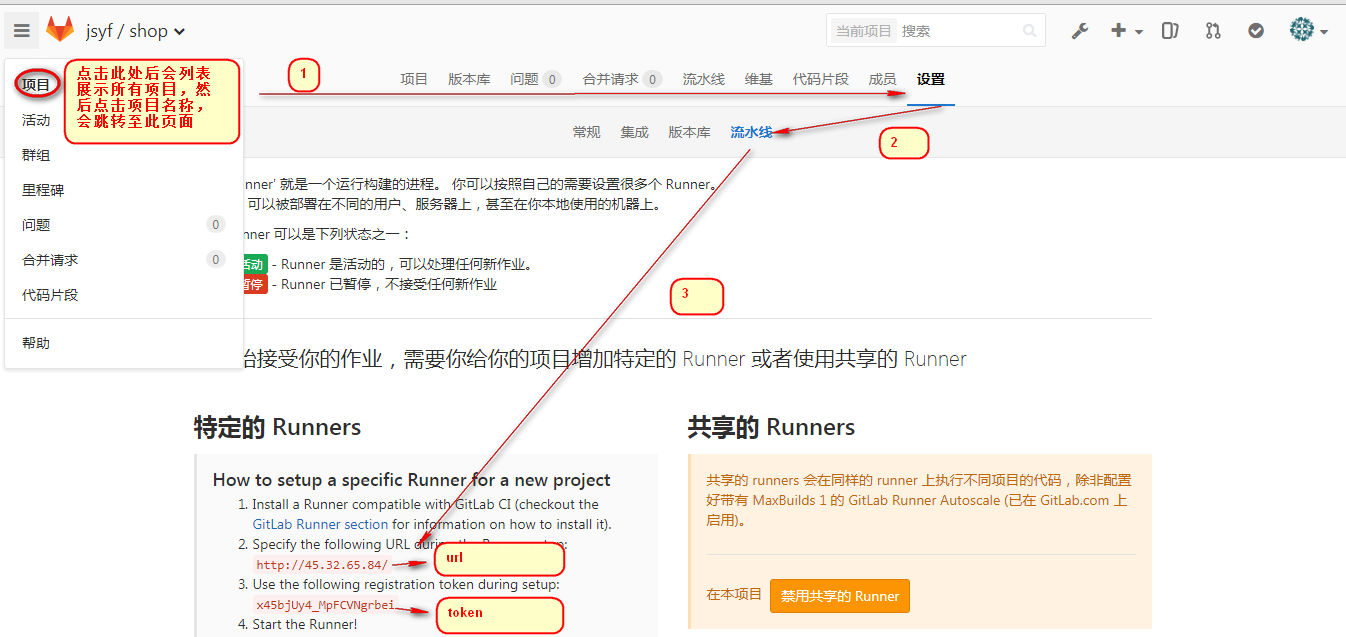 jsyf / shop
当前项目 搜索
项目
点击此处后会列表
展示所有项目，然
后点击项目名称，
会跳转至此页面
活动
群组
里程碑
问题 0
合并请求 0
代码片段
帮助
1
项目 版本库 问题 0 合并请求 0 流水线 维基 代码片段 成员 设置
常规 集成 版本库 流水线
2
nner' 就是一个运行构建的进程。 你可以按照自己的需要设置很多个 Runner。
可以被部署在不同的用户、服务器上，甚至在你本地使用的机器上。
nner 可以是下列状态之一：
活动 - Runner 是活动的，可以处理任何新作业。
暂停 - Runner 已暂停，不接受任何新作业
3
始接受你的作业，需要你给你的项目增加特定的 Runner 或者使用共享的 Runner
特定的 Runners
How to setup a specific Runner for a new project
1. Install a Runner compatible with GitLab CI (checkout the
GitLab Runner section for information on how to install it).
2. Specify the following URL during the Runner setup:
http://45.32.65.84/
url
3. Use the following registration token during setup:
x45bjUy4_MpFCVNgrbei
token
4. Start the Runner!
共享的 Runners
共享的 runners 会在同样的 runner 上执行不同项目的代码，除非配置
好带有 MaxBuilds 1 的 GitLab Runner Autoscale (已在 GitLab.com 上
启用)。
在本项目 禁用共享的 Runner